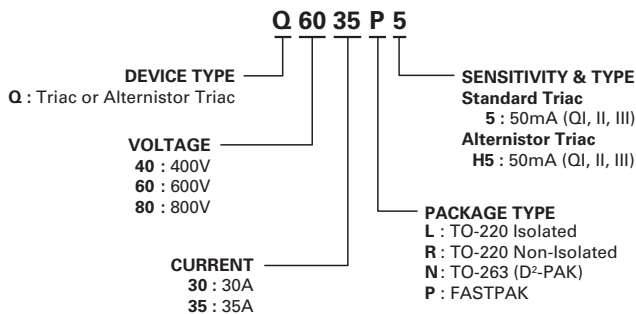 Q 60 35 P 5
DEVICE TYPE
Q : Triac or Alternistor Triac
VOLTAGE
40 : 400V
60 : 600V
80 : 800V
CURRENT
30 : 30A
35 : 35A
SENSITIVITY & TYPE
Standard Triac
5 : 50mA (QI, II, III)
Alternistor Triac
H5 : 50mA (QI, II, III)
PACKAGE TYPE
L : TO-220 Isolated
R : TO-220 Non-Isolated
N : TO-263 (D²-PAK)
P : FASTPAK